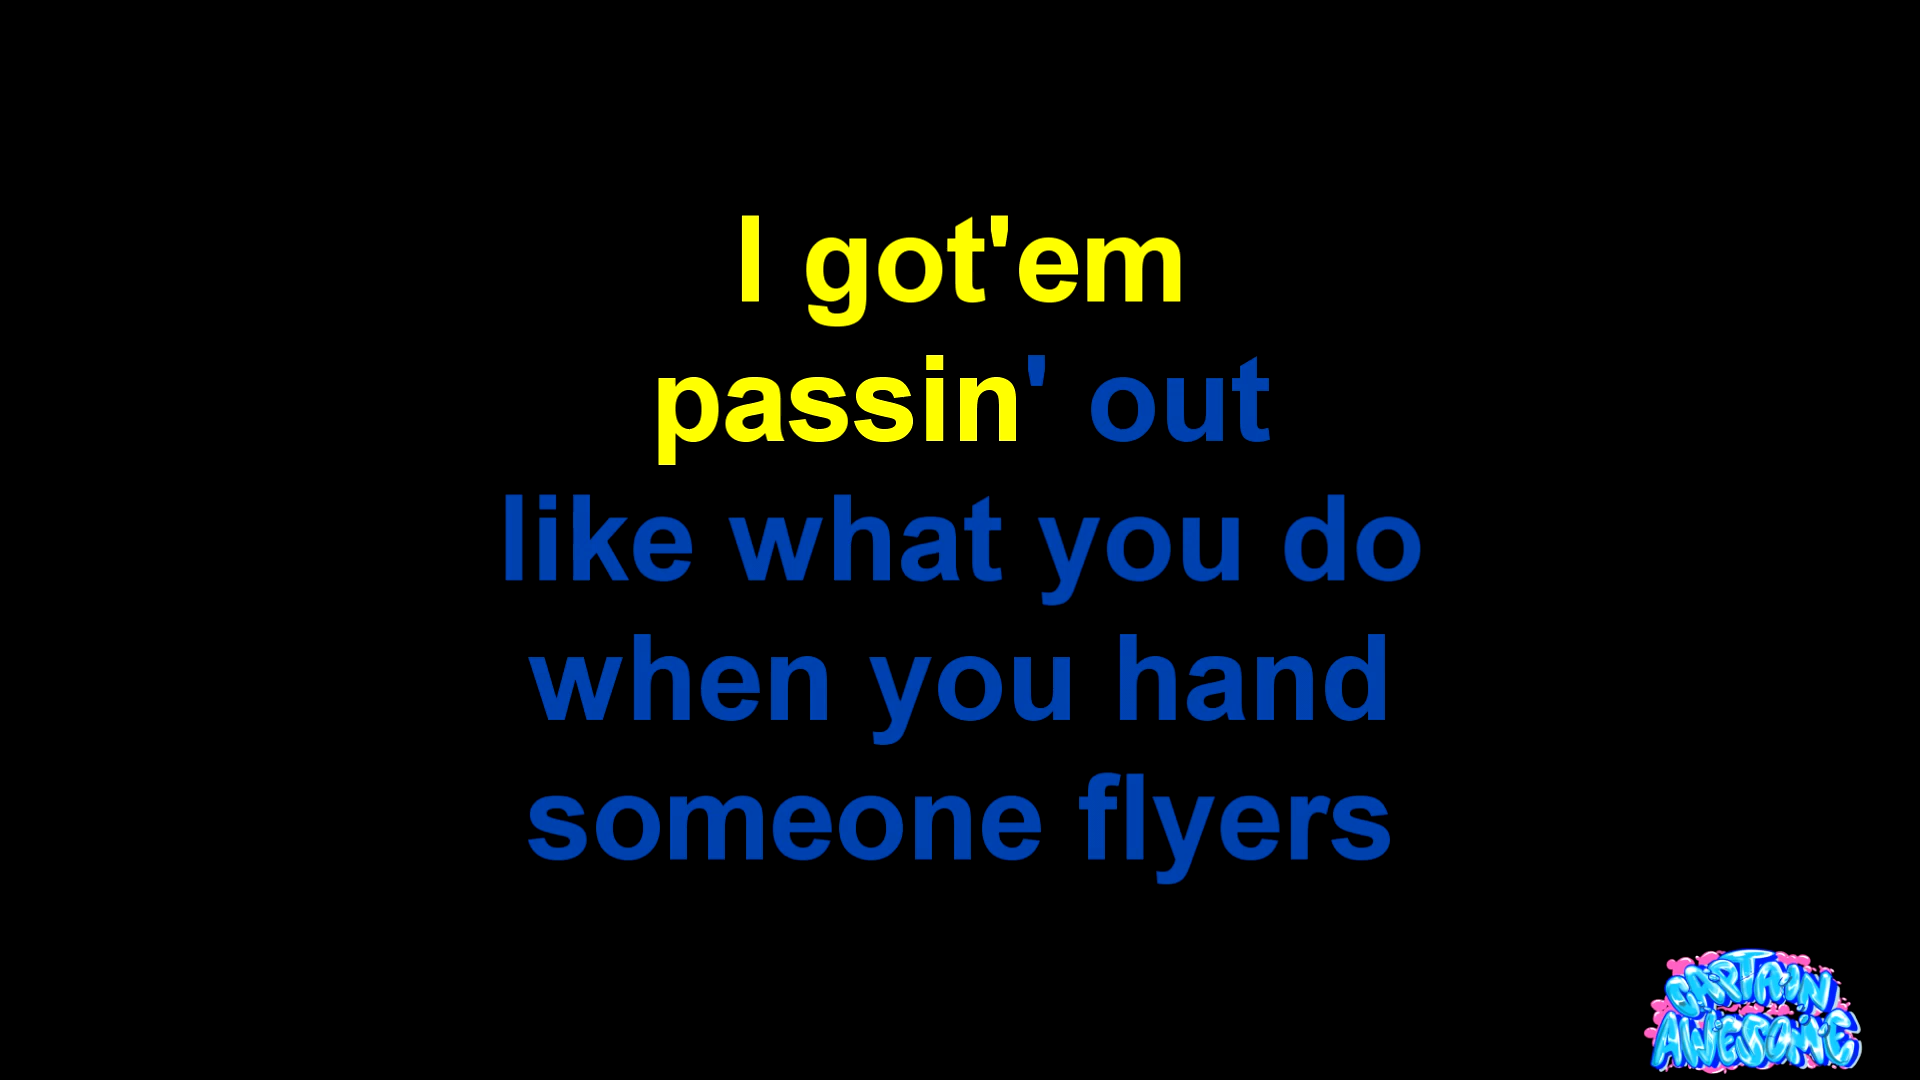 I got'em
passin' out
like what you do
when you hand
someone flyers
CAPTAIN
AWESOME